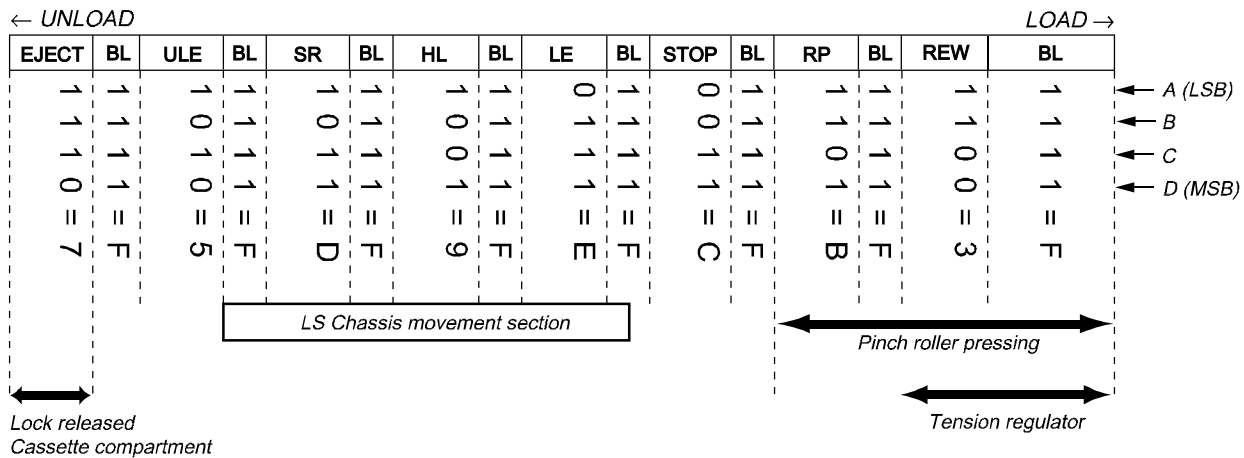 ← UNLOAD LOAD →
EJECT BL ULE BL SR BL HL BL LE BL STOP BL RP BL REW BL
1 1 1 1 1 1 1 1 0 1 0 1 1 1 1 1 ← A (LSB)
1 1 0 1 0 1 0 1 1 1 0 1 1 1 1 1 ← B
1 1 1 1 1 1 0 1 1 1 1 1 0 1 0 1 ← C
0 1 0 1 1 1 1 1 1 1 1 1 1 1 0 1 ← D (MSB)
= = = = = = = = = = = = = = = =
7 F 5 F D F 9 F E F C F B F 3 F
LS Chassis movement section
Pinch roller pressing
Lock released
Cassette compartment
Tension regulator